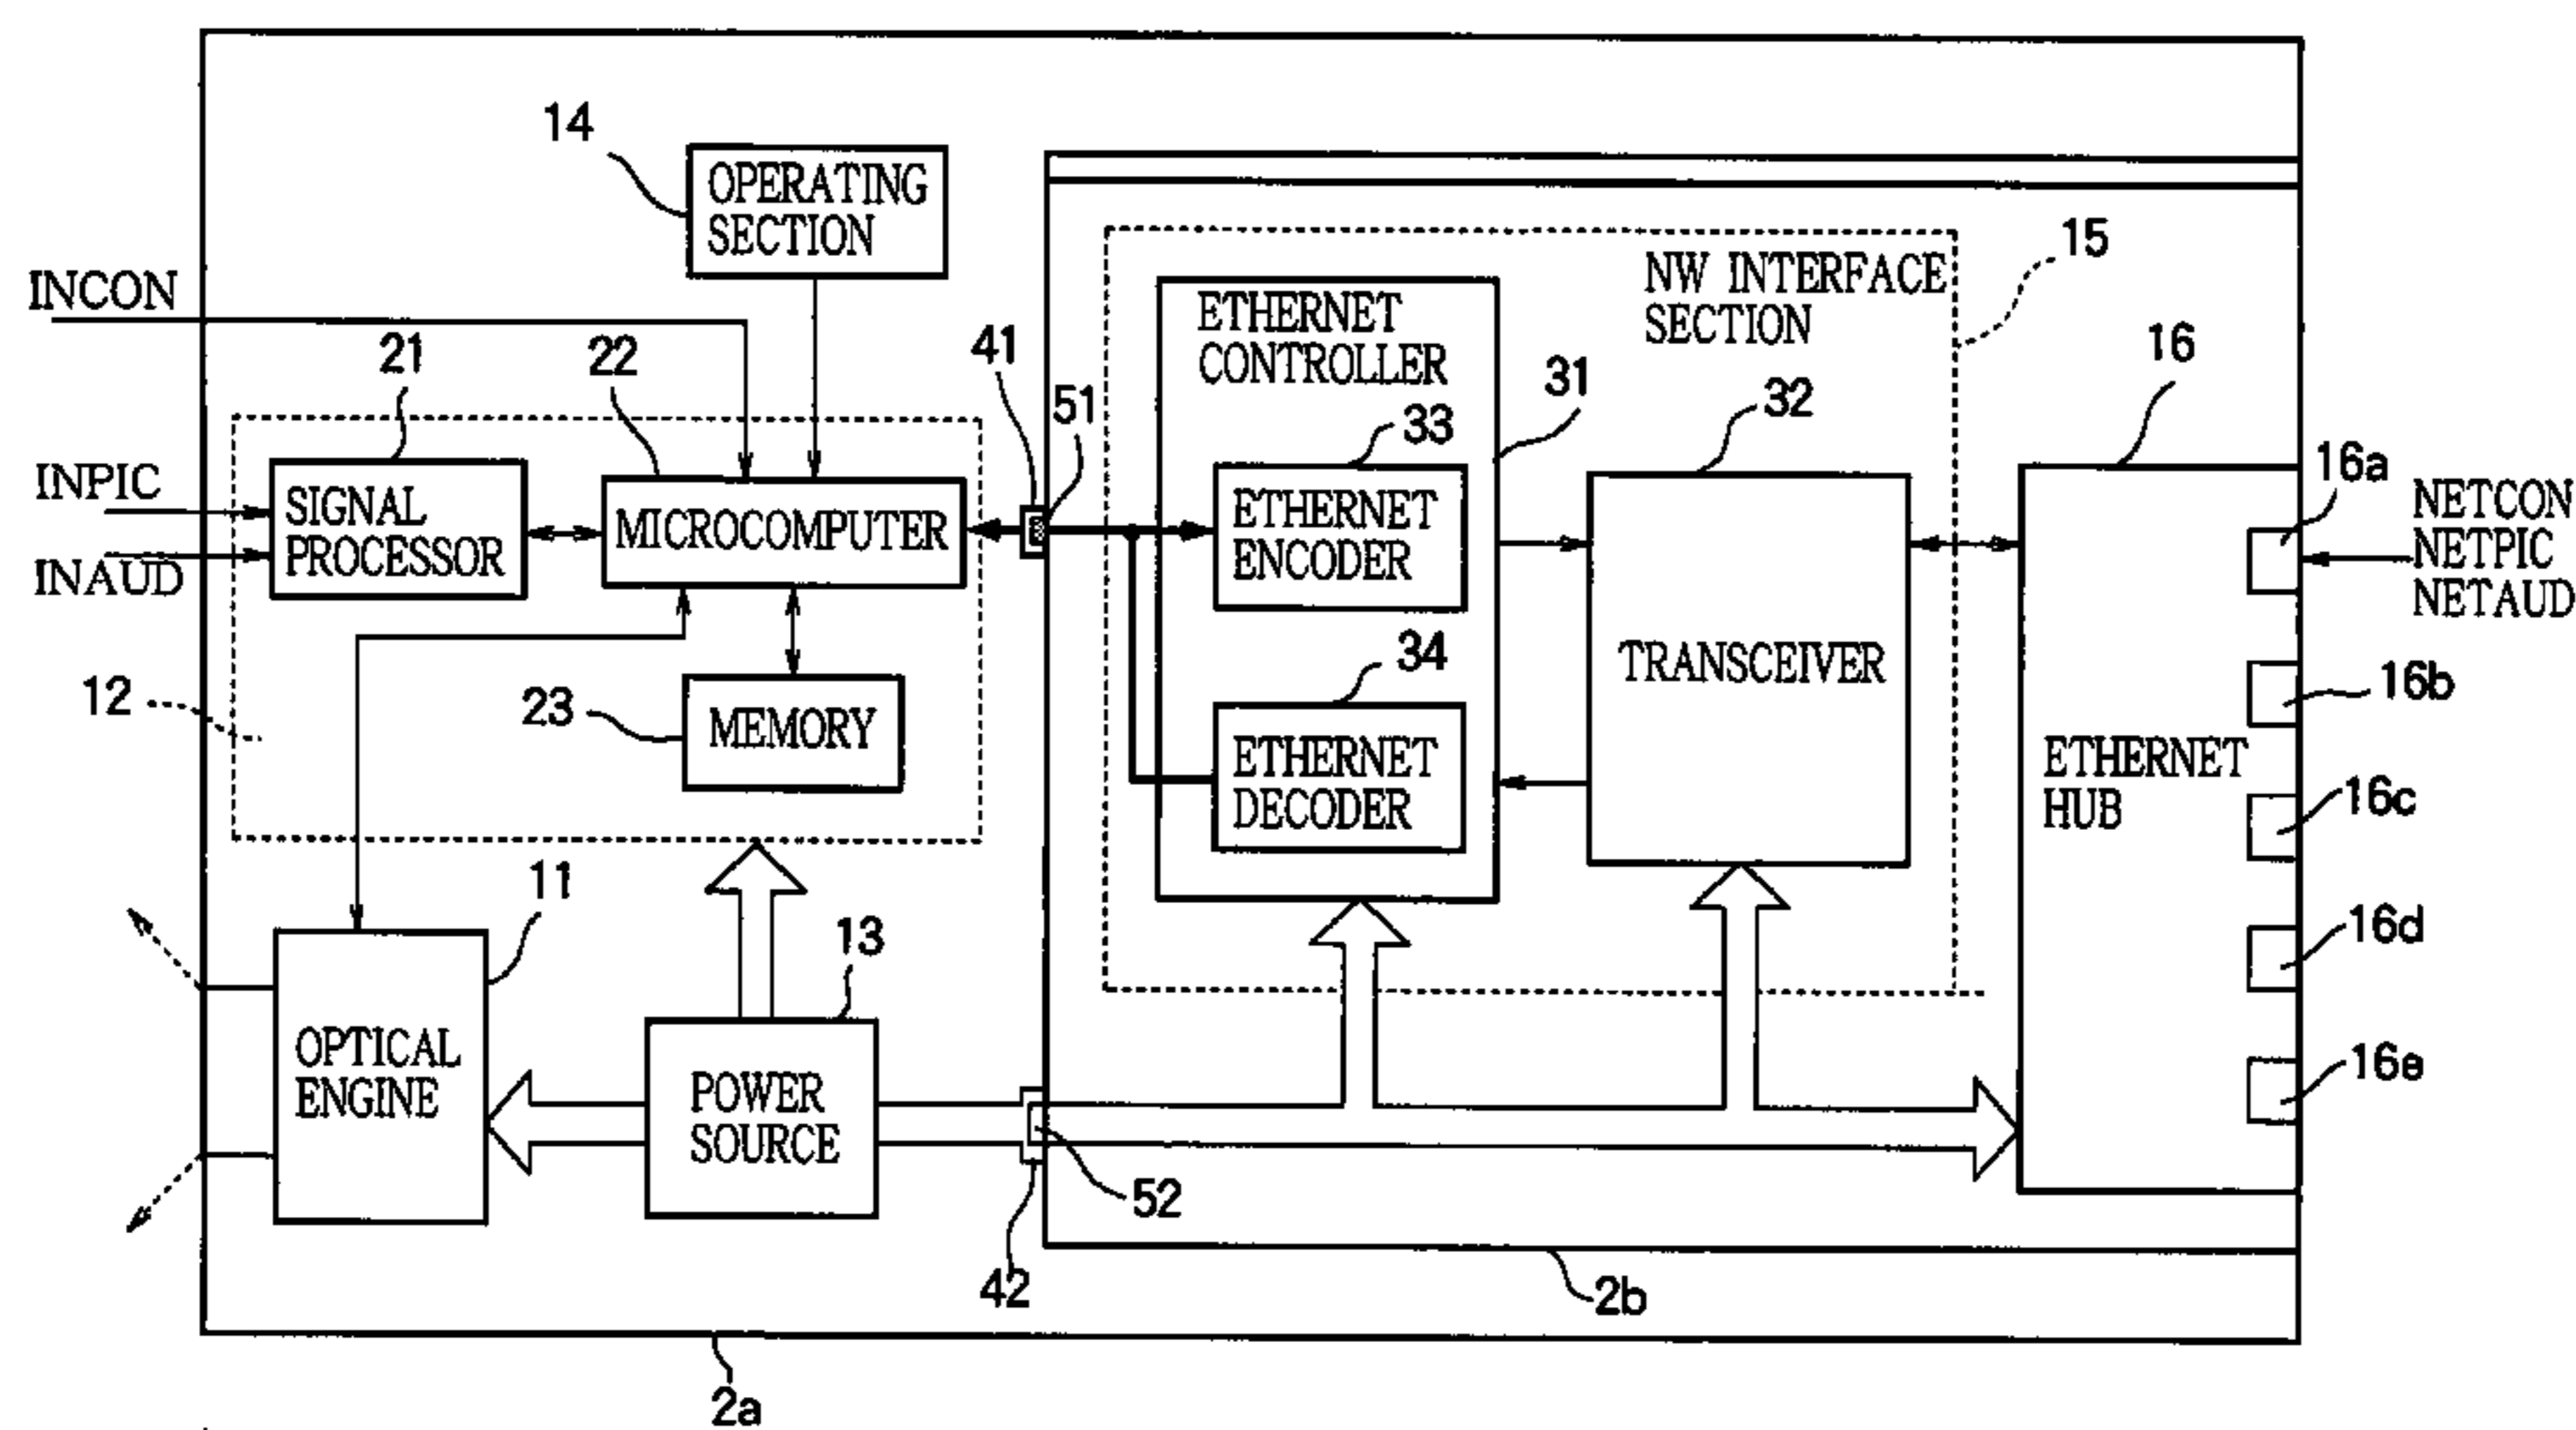 14
OPERATING
SECTION
INCON
21
22
41
51
INPIC
INAUD
SIGNAL
PROCESSOR
MICROCOMPUTER
12
23
MEMORY
11
13
OPTICAL
ENGINE
POWER
SOURCE
42
52
2a
2b
15
NW INTERFACE
SECTION
ETHERNET
CONTROLLER
31
33
ETHERNET
ENCODER
34
ETHERNET
DECODER
32
TRANSCEIVER
16
ETHERNET
HUB
16a
NETCON
NETPIC
NETAUD
16b
16c
16d
16e